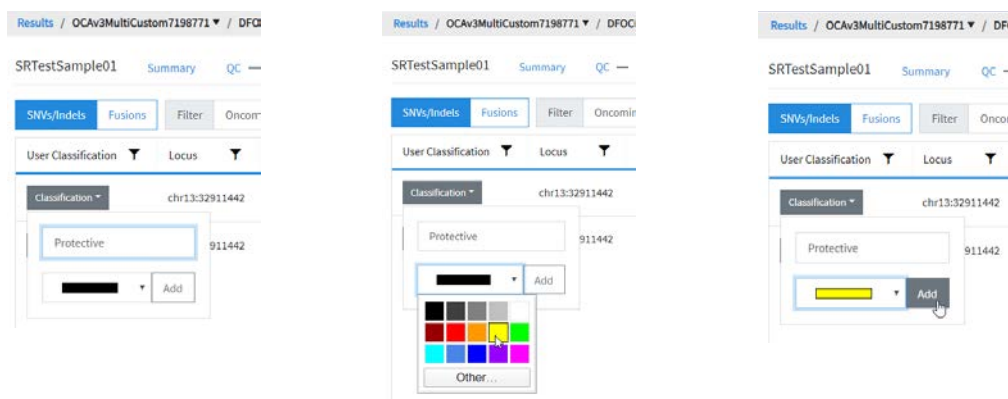 Results / OCAv3MultiCustom7198771 ▼ / DFO
SRTestSample01 Summary QC —
SNVs/Indels Fusions Filter Oncom
User Classification Locus
Classification chr13:32911442
Protective 911442
Add
Results / OCAv3MultiCustom7198771 ▼ / DFOC
SRTestSample01 Summary QC —
SNVs/Indels Fusions Filter Oncomin
User Classification Locus
Classification chr13:32911442
Protective 911442
Add
Other...
Results / OCAv3MultiCustom7198771 ▼ / DF
SRTestSample01 Summary QC
SNVs/Indels Fusions Filter Onco
User Classification Locus
Classification chr13:32911442
Protective 911442
Add